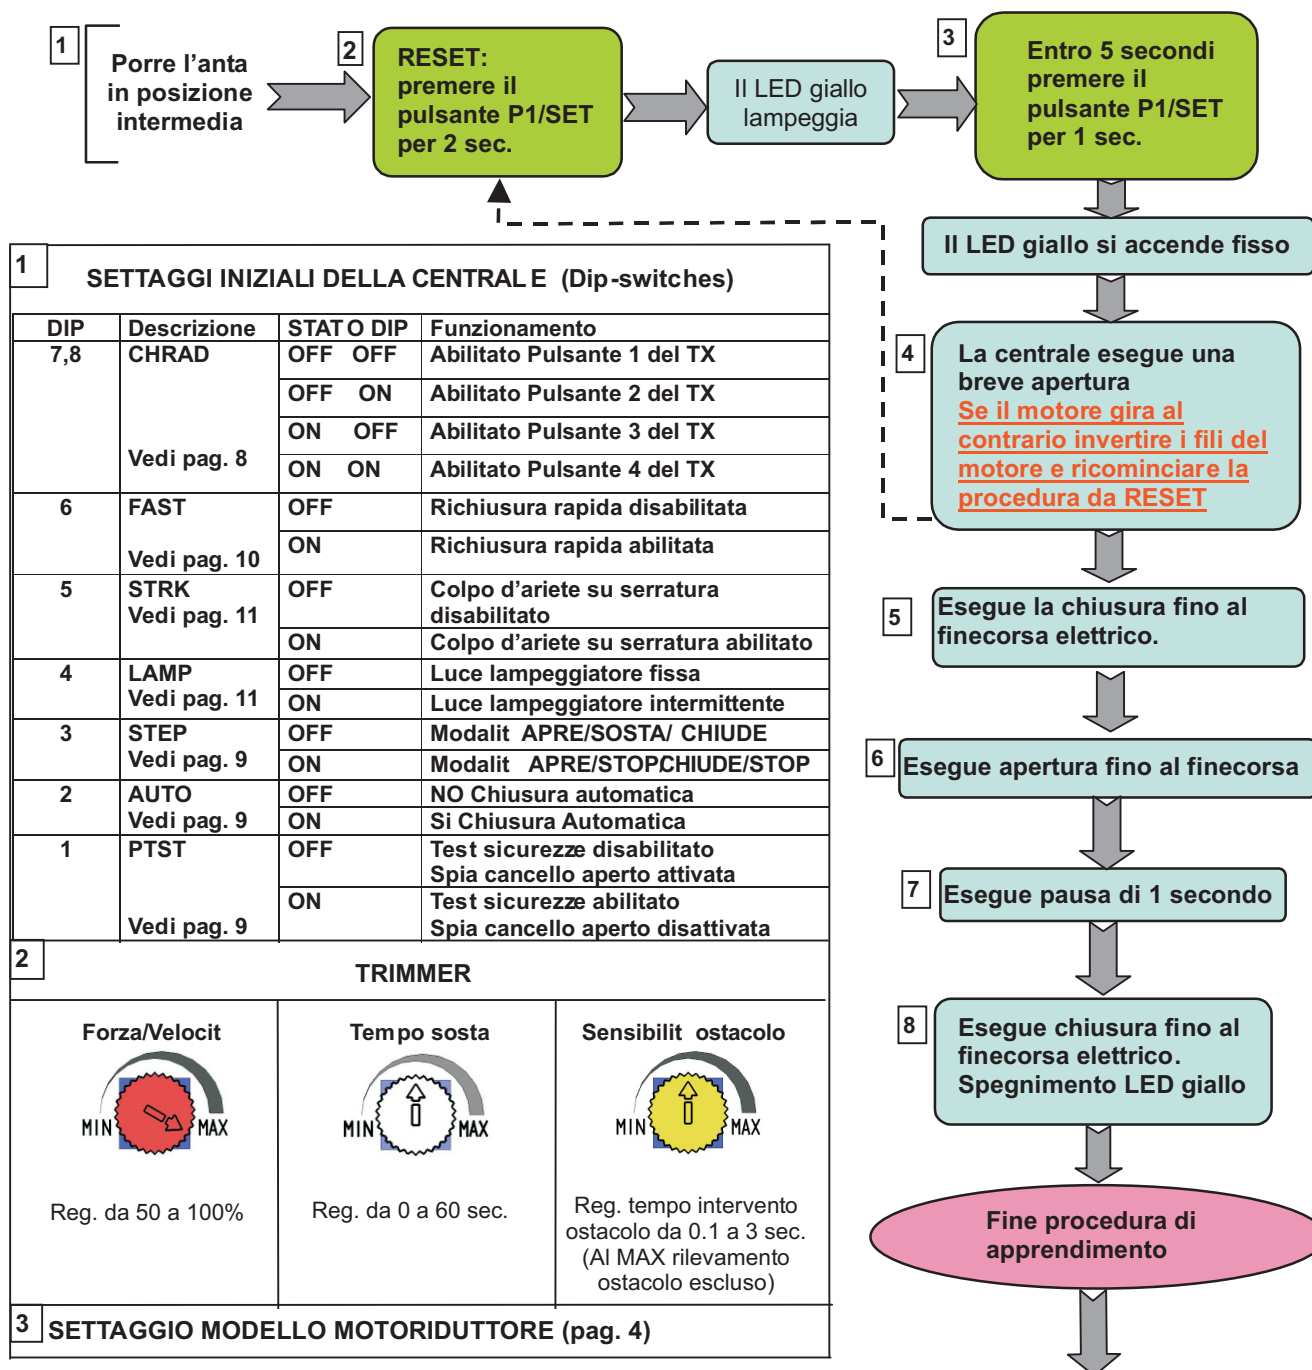 1
Porre l'anta
in posizione
intermedia
2
RESET:
premere il
pulsante P1/SET
per 2 sec.
Il LED giallo
lampeggia
3
Entro 5 secondi
premere il
pulsante P1/SET
per 1 sec.
Il LED giallo si accende fisso
4
La centrale esegue una
breve apertura
Se il motore gira al
contrario invertire i fili del
motore e ricominciare la
procedura da RESET
5
Esegue la chiusura fino al
finecorsa elettrico.
6
Esegue apertura fino al finecorsa
7
Esegue pausa di 1 secondo
8
Esegue chiusura fino al
finecorsa elettrico.
Spegnimento LED giallo
Fine procedura di
apprendimento
1
SETTAGGI INIZIALI DELLA CENTRALE (Dip-switches)
DIP Descrizione STATO DIP Funzionamento
7,8 CHRAD OFF OFF Abilitato Pulsante 1 del TX
OFF ON Abilitato Pulsante 2 del TX
ON OFF Abilitato Pulsante 3 del TX
Vedi pag. 8
ON ON Abilitato Pulsante 4 del TX
6 FAST OFF Richiusura rapida disabilitata
Vedi pag. 10 ON Richiusura rapida abilitata
5 STRK OFF Colpo d'ariete su serratura
Vedi pag. 11 disabilitato
ON Colpo d'ariete su serratura abilitato
4 LAMP OFF Luce lampeggiatore fissa
Vedi pag. 11 ON Luce lampeggiatore intermittente
3 STEP OFF Modalit APRE/SOSTA/ CHIUDE
Vedi pag. 9 ON Modalit APRE/STOP/CHIUDE/STOP
2 AUTO OFF NO Chiusura automatica
Vedi pag. 9 ON Si Chiusura Automatica
1 PTST OFF Test sicurezze disabilitato
Spia cancello aperto attivata
ON Test sicurezze abilitato
Vedi pag. 9 Spia cancello aperto disattivata
2
TRIMMER
Forza/Velocit
MIN MAX
Reg. da 50 a 100%
Tempo sosta
MIN MAX
Reg. da 0 a 60 sec.
Sensibilit ostacolo
MIN MAX
Reg. tempo intervento
ostacolo da 0.1 a 3 sec.
(Al MAX rilevamento
ostacolo escluso)
3
SETTAGGIO MODELLO MOTORIDUTTORE (pag. 4)